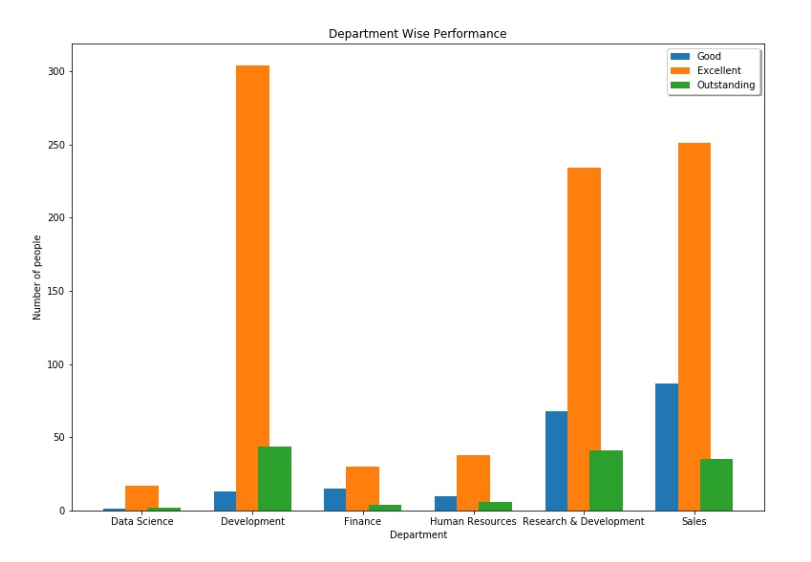 Department Wise Performance
Good
Excellent
Outstanding
300
250
200
150
100
50
0
Number of people
Data Science Development Finance Human Resources Research & Development Sales
Department